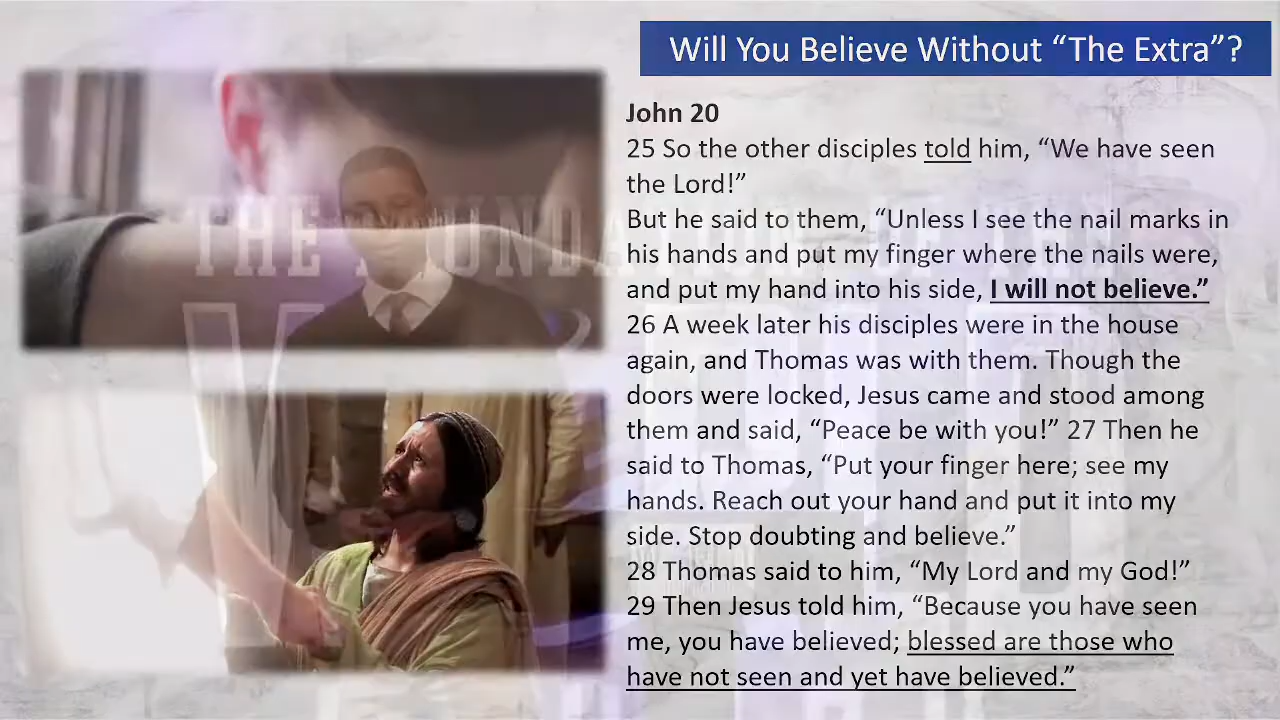 Will You Believe Without “The Extra”?
John 20
25 So the other disciples told him, “We have seen
the Lord!”
But he said to them, “Unless I see the nail marks in
his hands and put my finger where the nails were,
and put my hand into his side, I will not believe.”
26 A week later his disciples were in the house
again, and Thomas was with them. Though the
doors were locked, Jesus came and stood among
them and said, “Peace be with you!” 27 Then he
said to Thomas, “Put your finger here; see my
hands. Reach out your hand and put it into my
side. Stop doubting and believe.”
28 Thomas said to him, “My Lord and my God!”
29 Then Jesus told him, “Because you have seen
me, you have believed; blessed are those who
have not seen and yet have believed.”
THE